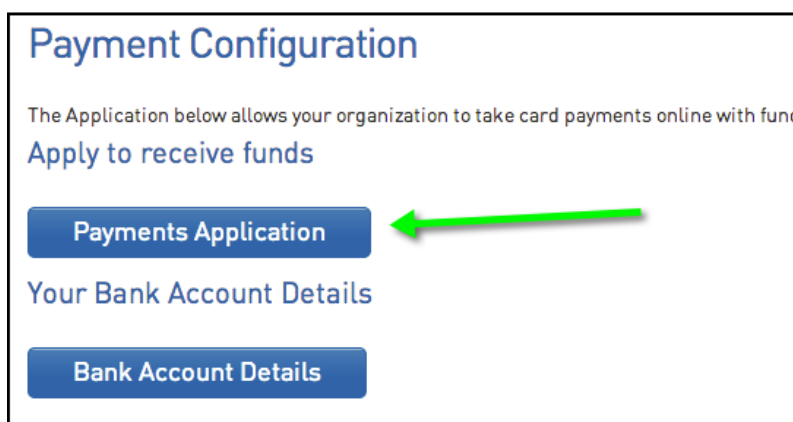 Payment Configuration
The Application below allows your organization to take card payments online with
Apply to receive funds
Payments Application
Your Bank Account Details
Bank Account Details